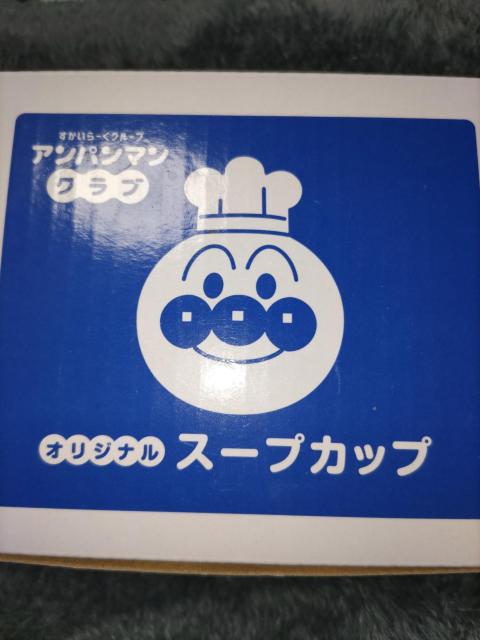 すかいらーくグループ
アンパンマン
クラブ
オリジナル スープカップ